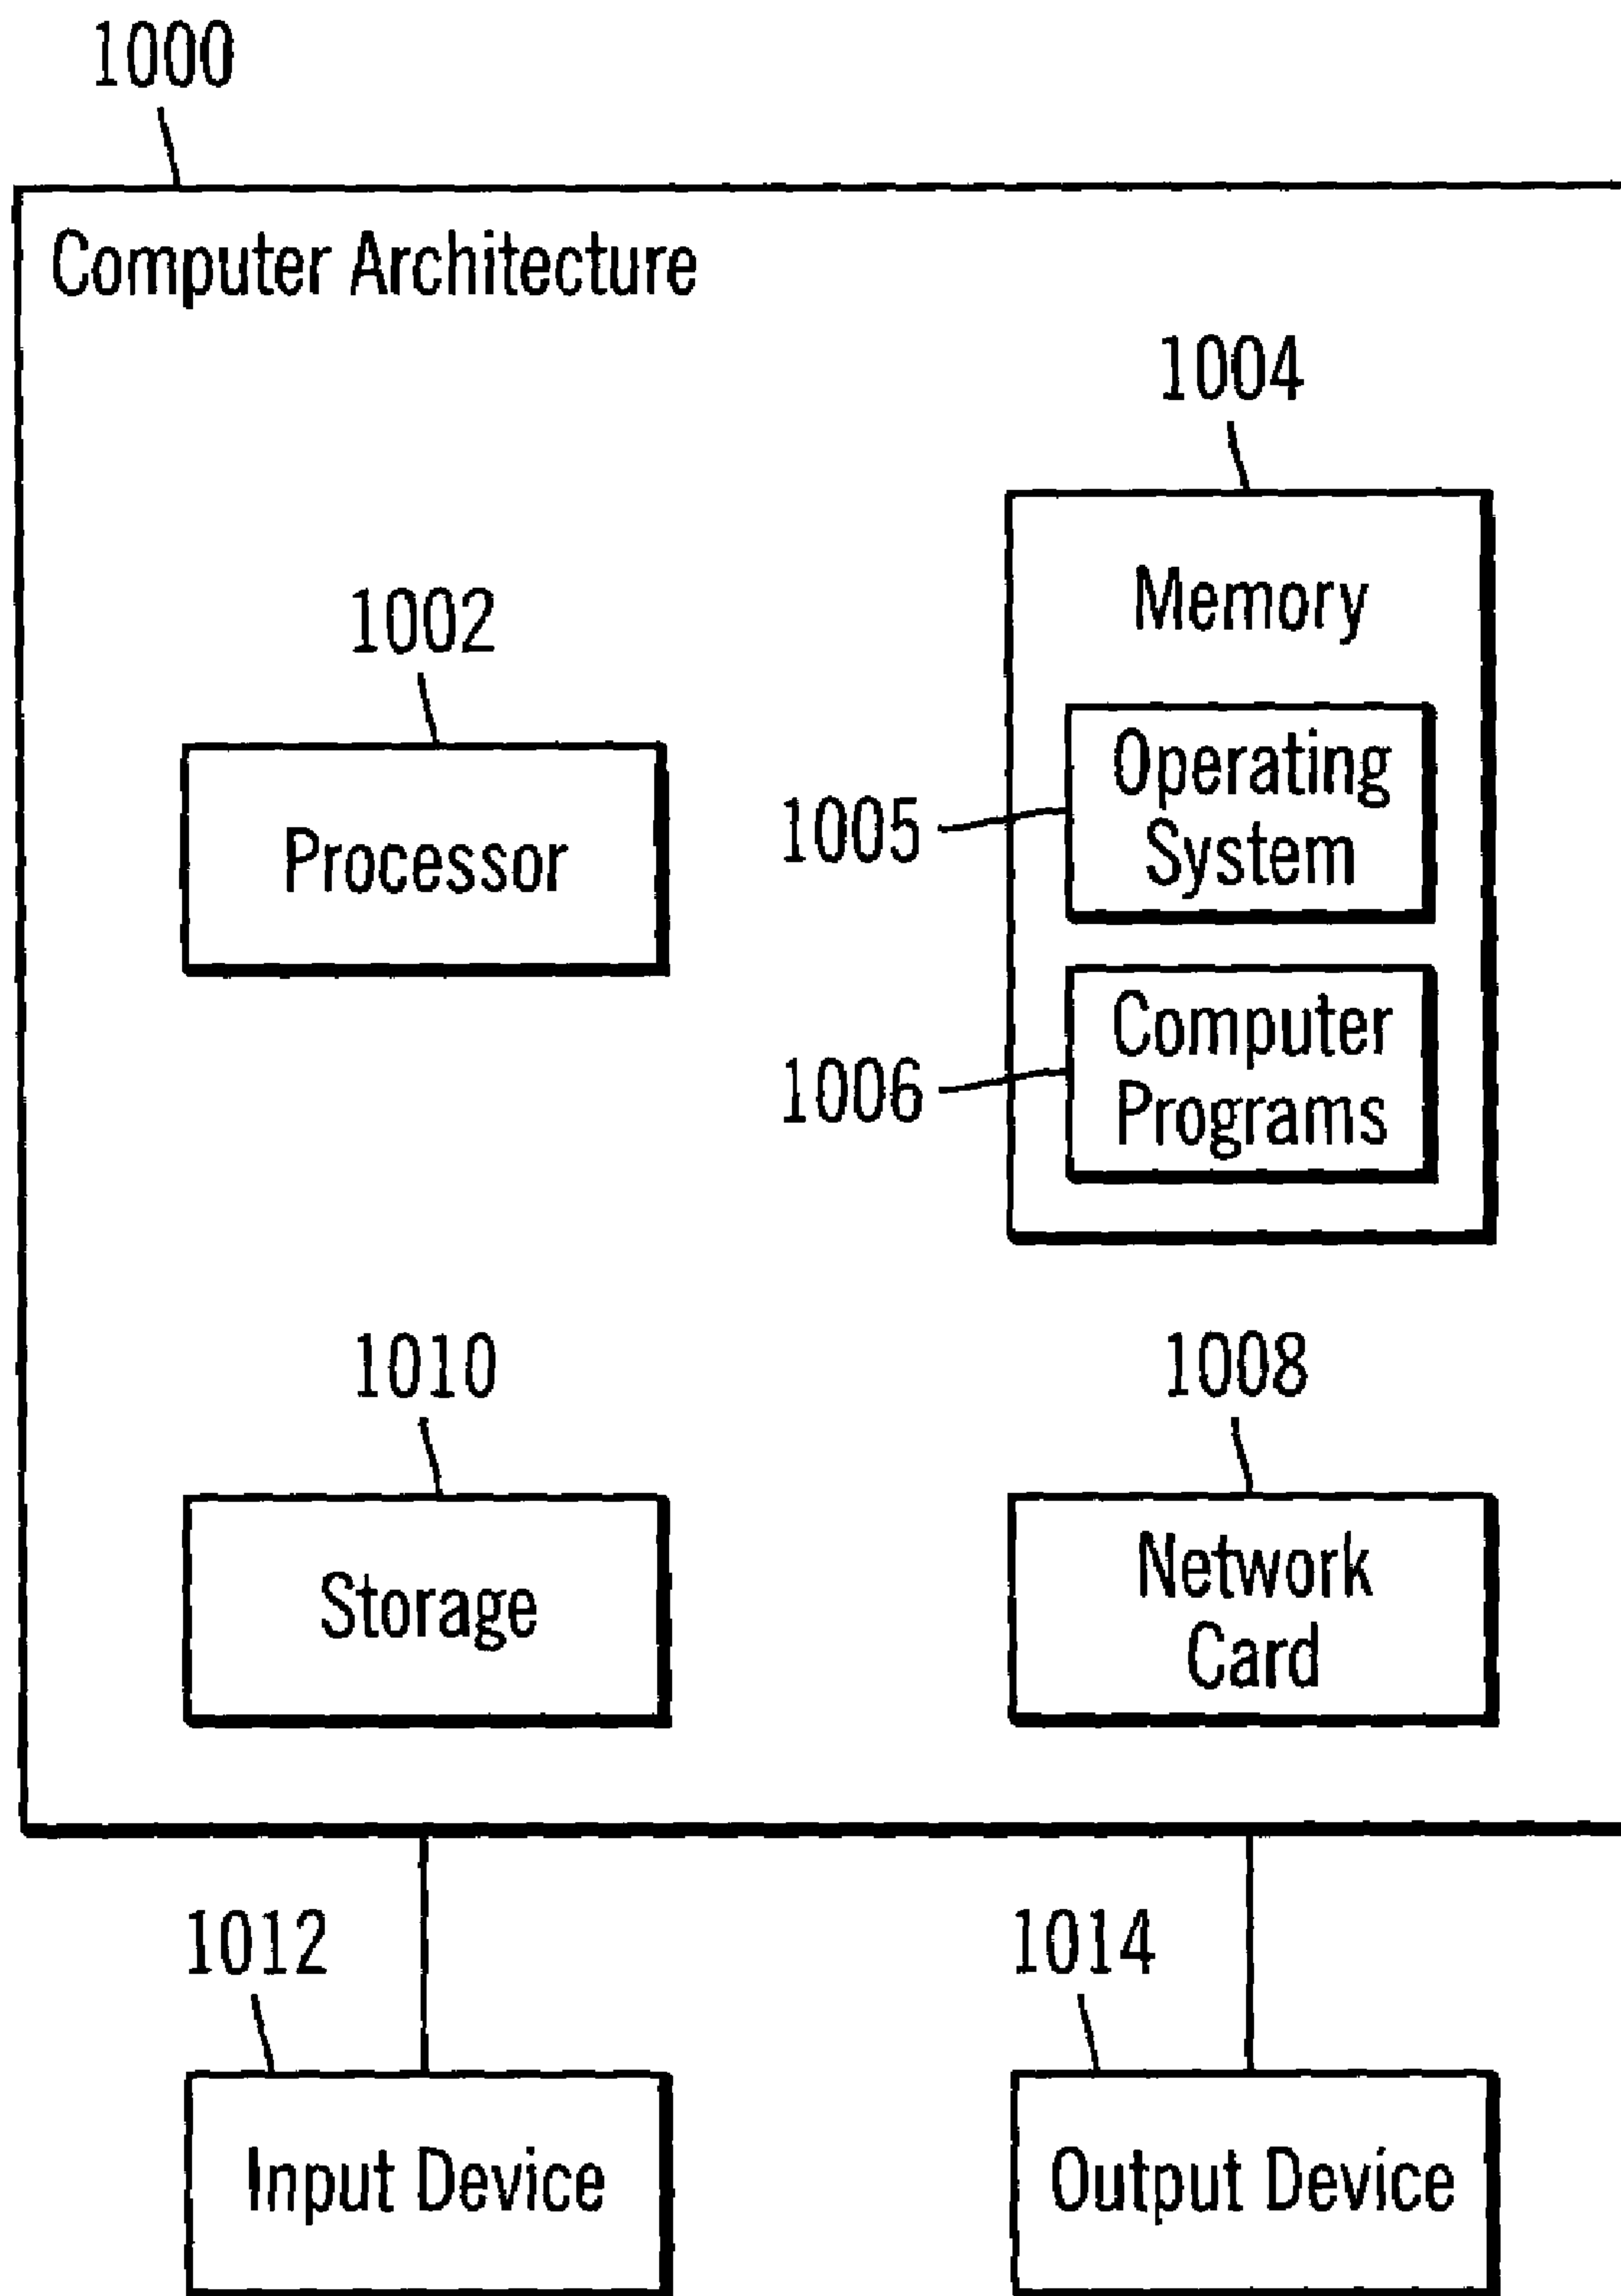 1000
Computer Architecture
1004
Memory
1002
Processor
1005
Operating
System
1006
Computer
Programs
1010
Storage
1008
Network
Card
1012
Input Device
1014
Output Device